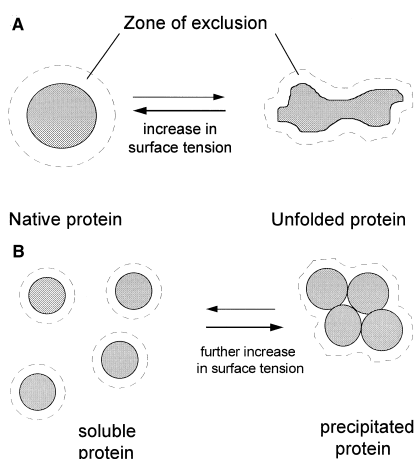 A
Zone of exclusion
increase in
surface tension
Native protein
Unfolded protein
B
further increase
in surface tension
soluble
protein
precipitated
protein